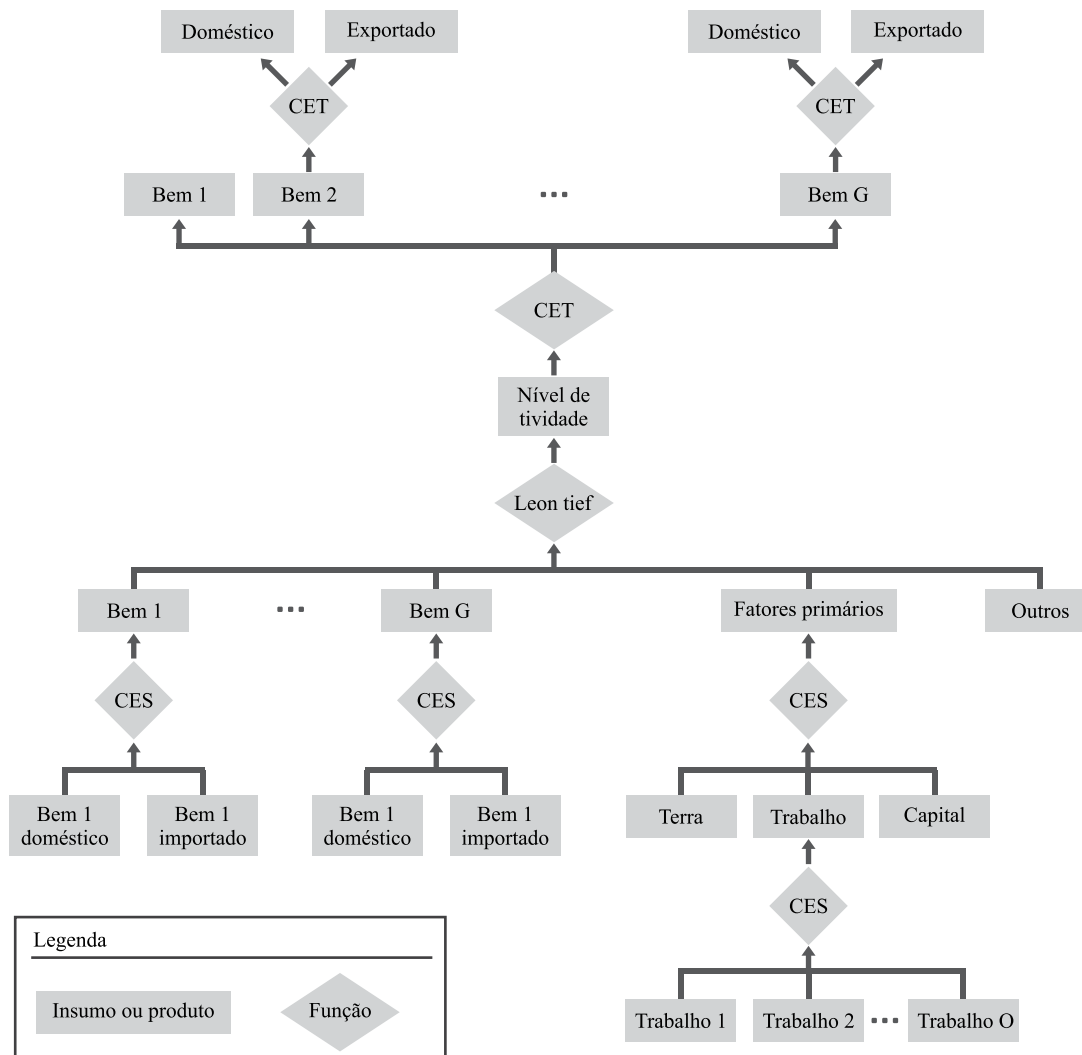 Doméstico
Exportado
Doméstico
Exportado
CET
CET
Bem 1
Bem 2
...
Bem G
CET
Nível de
tividade
Leon tief
Bem 1
...
Bem G
Fatores primários
Outros
CES
CES
CES
Bem 1
doméstico
Bem 1
importado
Bem 1
doméstico
Bem 1
importado
Terra
Trabalho
Capital
CES
Trabalho 1
Trabalho 2
...
Trabalho O
Legenda
Insumo ou produto
Função